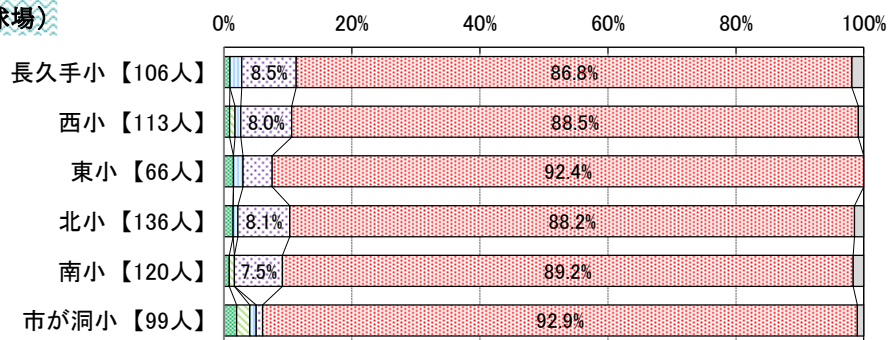 球場）
0% 20% 40% 60% 80% 100%
長久手小【106人】 8.5% 86.8%
西小【113人】 8.0% 88.5%
東小【66人】 92.4%
北小【136人】 8.1% 88.2%
南小【120人】 7.5% 89.2%
市が洞小【99人】 92.9%